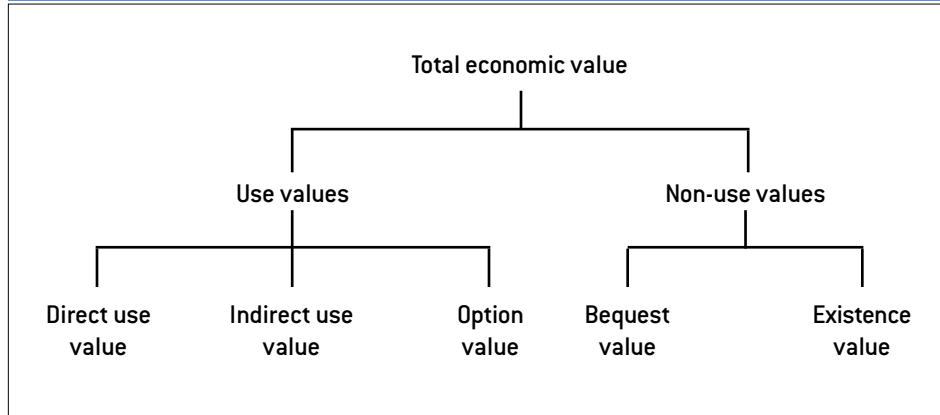 Total economic value
Use values
Non-use values
Direct use
value
Indirect use
value
Option
value
Bequest
value
Existence
value